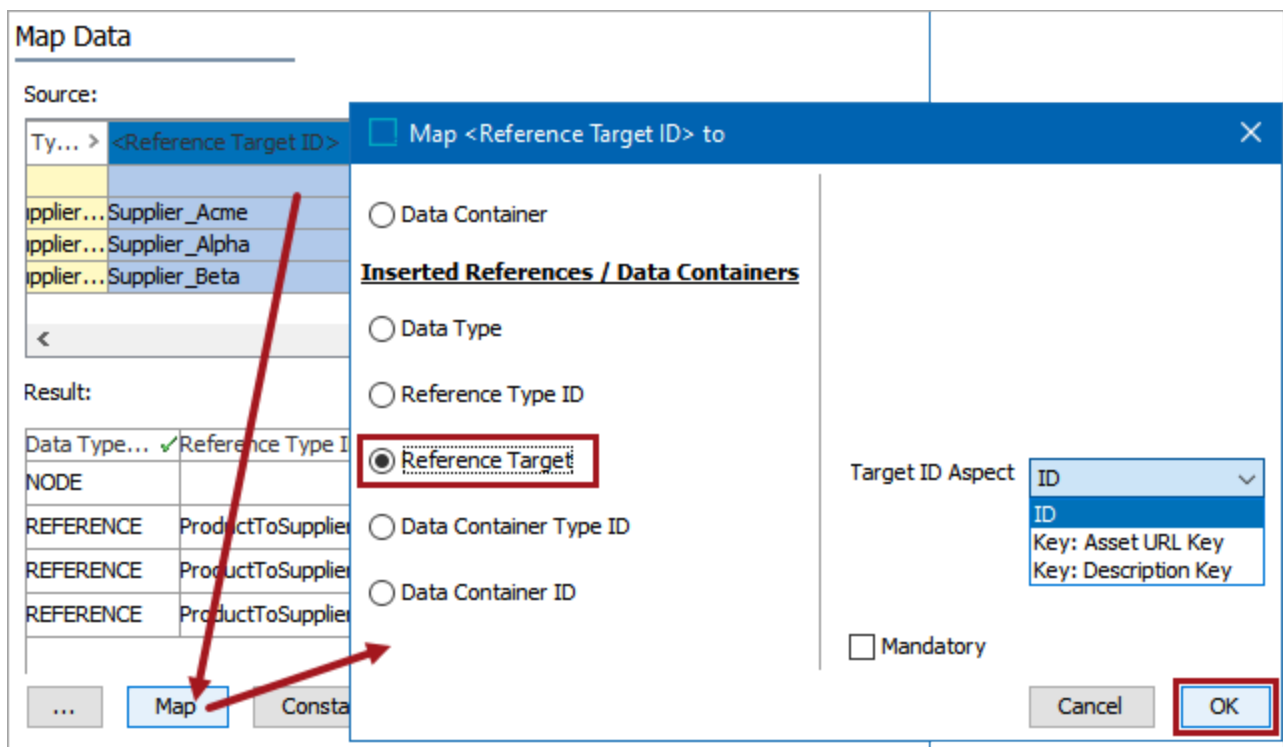 Map Data
Source:
Ty... > <Reference Target ID>
upplier... Supplier_Acme
upplier... Supplier_Alpha
upplier... Supplier_Beta
<
Result:
Data Type... ✓ Reference Type I
NODE
REFERENCE ProductToSupplier
REFERENCE ProductToSupplier
REFERENCE ProductToSupplier
... Map Consta
Map <Reference Target ID> to
Data Container
Inserted References / Data Containers
Data Type
Reference Type ID
Reference Target
Data Container Type ID
Data Container ID
Target ID Aspect ID
ID
Key: Asset URL Key
Key: Description Key
Mandatory
Cancel OK